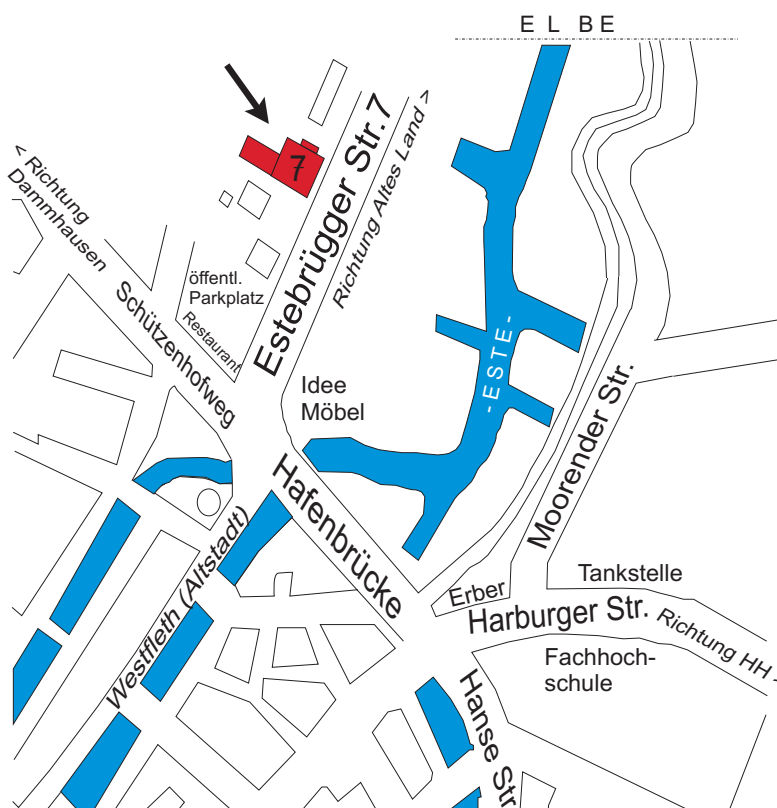 E L B E
7
Estebrügger Str.7
Richtung Altes Land >
< Richtung
Dammhausen
öffentl.
Parkplatz
Restaurant
Schützenhofweg
-ESTE-
Idee
Möbel
Moorender Str.
Hafenbrücke
Westfleth (Altstadt)
Erber
Tankstelle
Harburger Str.
Richtung HH >
Fachhoch-
schule
Hanse Str